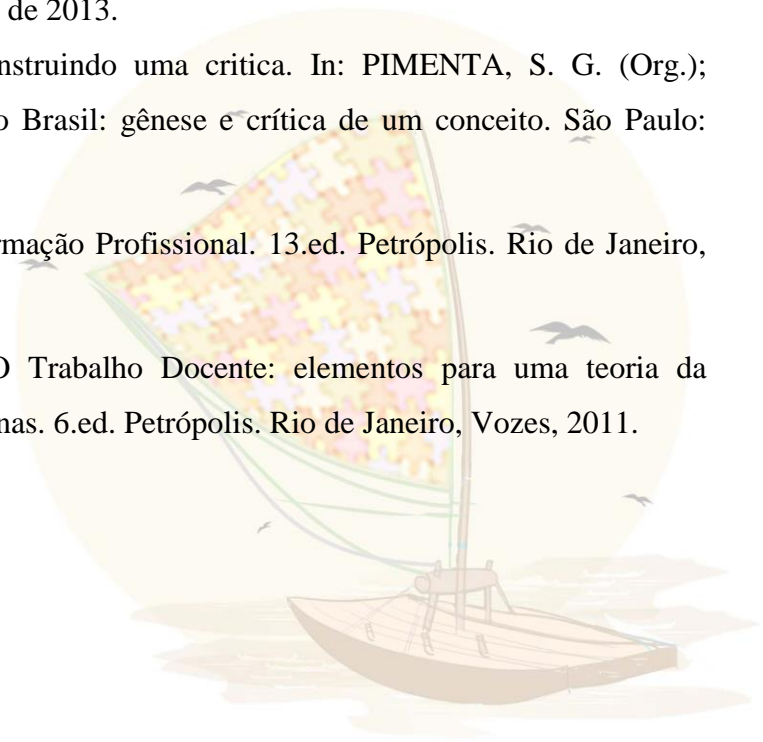 de 2013.
nstruindo uma critica. In: PIMENTA, S. G. (Org.);
o Brasil: gênese e crítica de um conceito. São Paulo:
rmação Profissional. 13.ed. Petrópolis. Rio de Janeiro,
O Trabalho Docente: elementos para uma teoria da
nas. 6.ed. Petrópolis. Rio de Janeiro, Vozes, 2011.